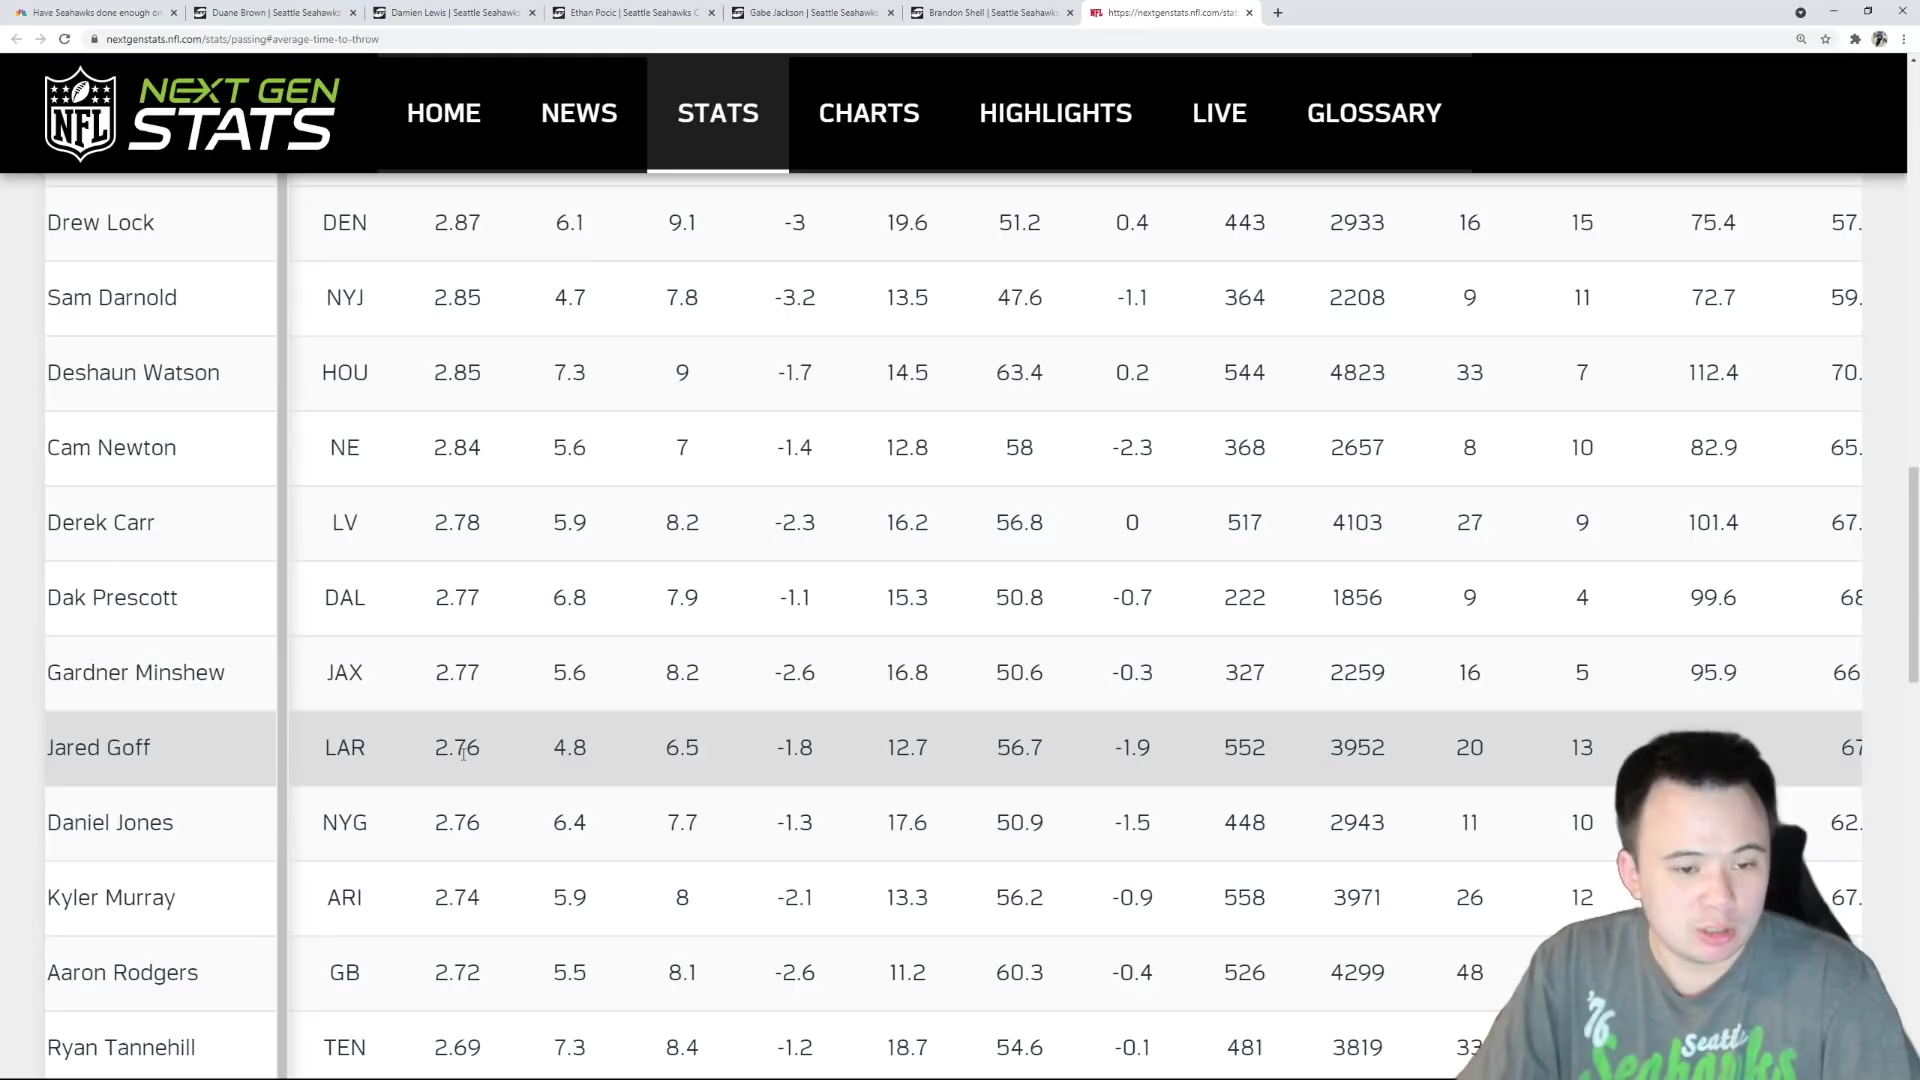 Have Seahawks done enough on
Duane Brown | Seattle Seahawks
Damien Lewis | Seattle Seahawks
Ethan Pocic | Seattle Seahawks C
Gabe Jackson | Seattle Seahawks
Brandon Shell | Seattle Seahawks
https://nextgenstats.nfl.com/stat
nextgenstats.nfl.com/stats/passing#average-time-to-throw
NFL
NEXT GEN
STATS
HOME NEWS STATS CHARTS HIGHLIGHTS LIVE GLOSSARY
Drew Lock DEN 2.87 6.1 9.1 -3 19.6 51.2 0.4 443 2933 16 15 75.4 57.
Sam Darnold NYJ 2.85 4.7 7.8 -3.2 13.5 47.6 -1.1 364 2208 9 11 72.7 59.
Deshaun Watson HOU 2.85 7.3 9 -1.7 14.5 63.4 0.2 544 4823 33 7 112.4 70.
Cam Newton NE 2.84 5.6 7 -1.4 12.8 58 -2.3 368 2657 8 10 82.9 65.
Derek Carr LV 2.78 5.9 8.2 -2.3 16.2 56.8 0 517 4103 27 9 101.4 67.
Dak Prescott DAL 2.77 6.8 7.9 -1.1 15.3 50.8 -0.7 222 1856 9 4 99.6 68
Gardner Minshew JAX 2.77 5.6 8.2 -2.6 16.8 50.6 -0.3 327 2259 16 5 95.9 66
Jared Goff LAR 2.76 4.8 6.5 -1.8 12.7 56.7 -1.9 552 3952 20 13 67
Daniel Jones NYG 2.76 6.4 7.7 -1.3 17.6 50.9 -1.5 448 2943 11 10 62.
Kyler Murray ARI 2.74 5.9 8 -2.1 13.3 56.2 -0.9 558 3971 26 12 67.
Aaron Rodgers GB 2.72 5.5 8.1 -2.6 11.2 60.3 -0.4 526 4299 48
Ryan Tannehill TEN 2.69 7.3 8.4 -1.2 18.7 54.6 -0.1 481 3819 33
'76
Seattle
Seahawks